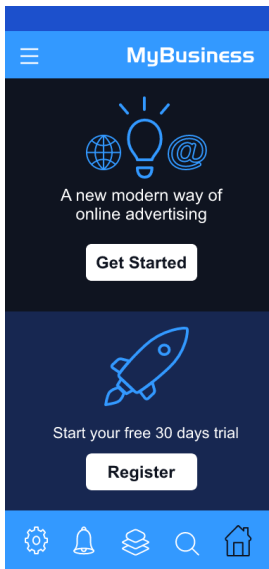 MyBusiness
A new modern way of
online advertising
Get Started
Start your free 30 days trial
Register